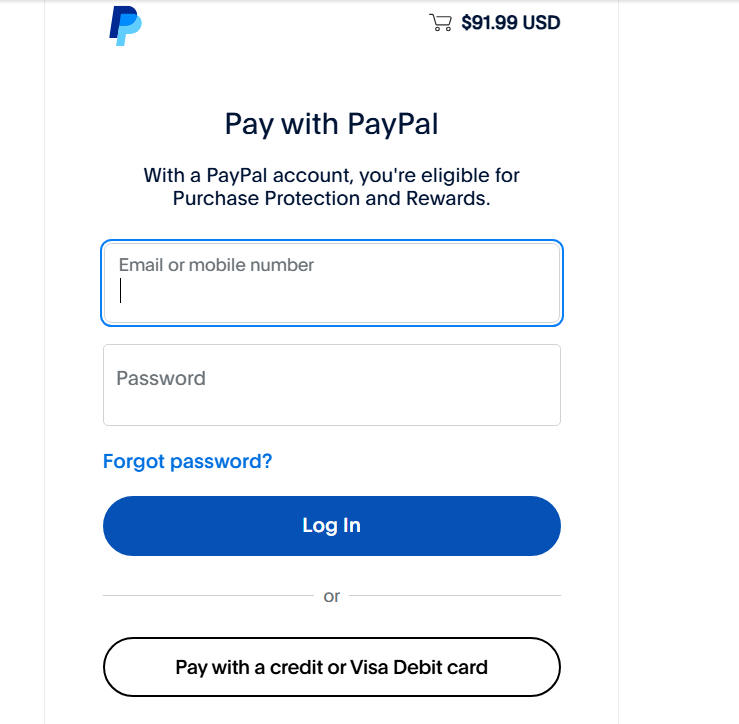 $91.99 USD
Pay with PayPal
With a PayPal account, you're eligible for
Purchase Protection and Rewards.
Email or mobile number
Password
Forgot password?
Log In
or
Pay with a credit or Visa Debit card